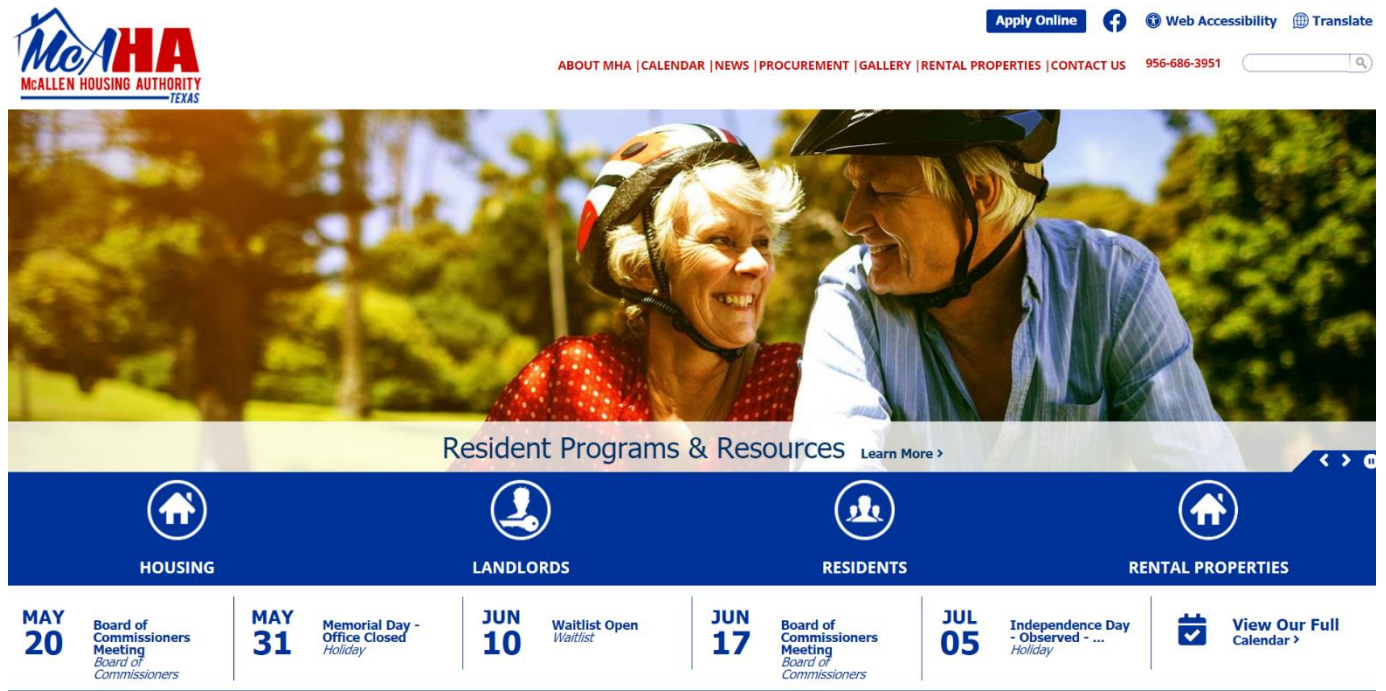 McAHA
McALLEN HOUSING AUTHORITY
TEXAS
Apply Online
Web Accessibility
Translate
ABOUT MHA |CALENDAR |NEWS |PROCUREMENT |GALLERY |RENTAL PROPERTIES |CONTACT US
956-686-3951
Resident Programs & Resources Learn More >
HOUSING
LANDLORDS
RESIDENTS
RENTAL PROPERTIES
MAY
20
Board of
Commissioners
Meeting
Board of
Commissioners
MAY
31
Memorial Day -
Office Closed
Holiday
JUN
10
Waitlist Open
Waitlist
JUN
17
Board of
Commissioners
Meeting
Board of
Commissioners
JUL
05
Independence Day
- Observed - ...
Holiday
View Our Full
Calendar >